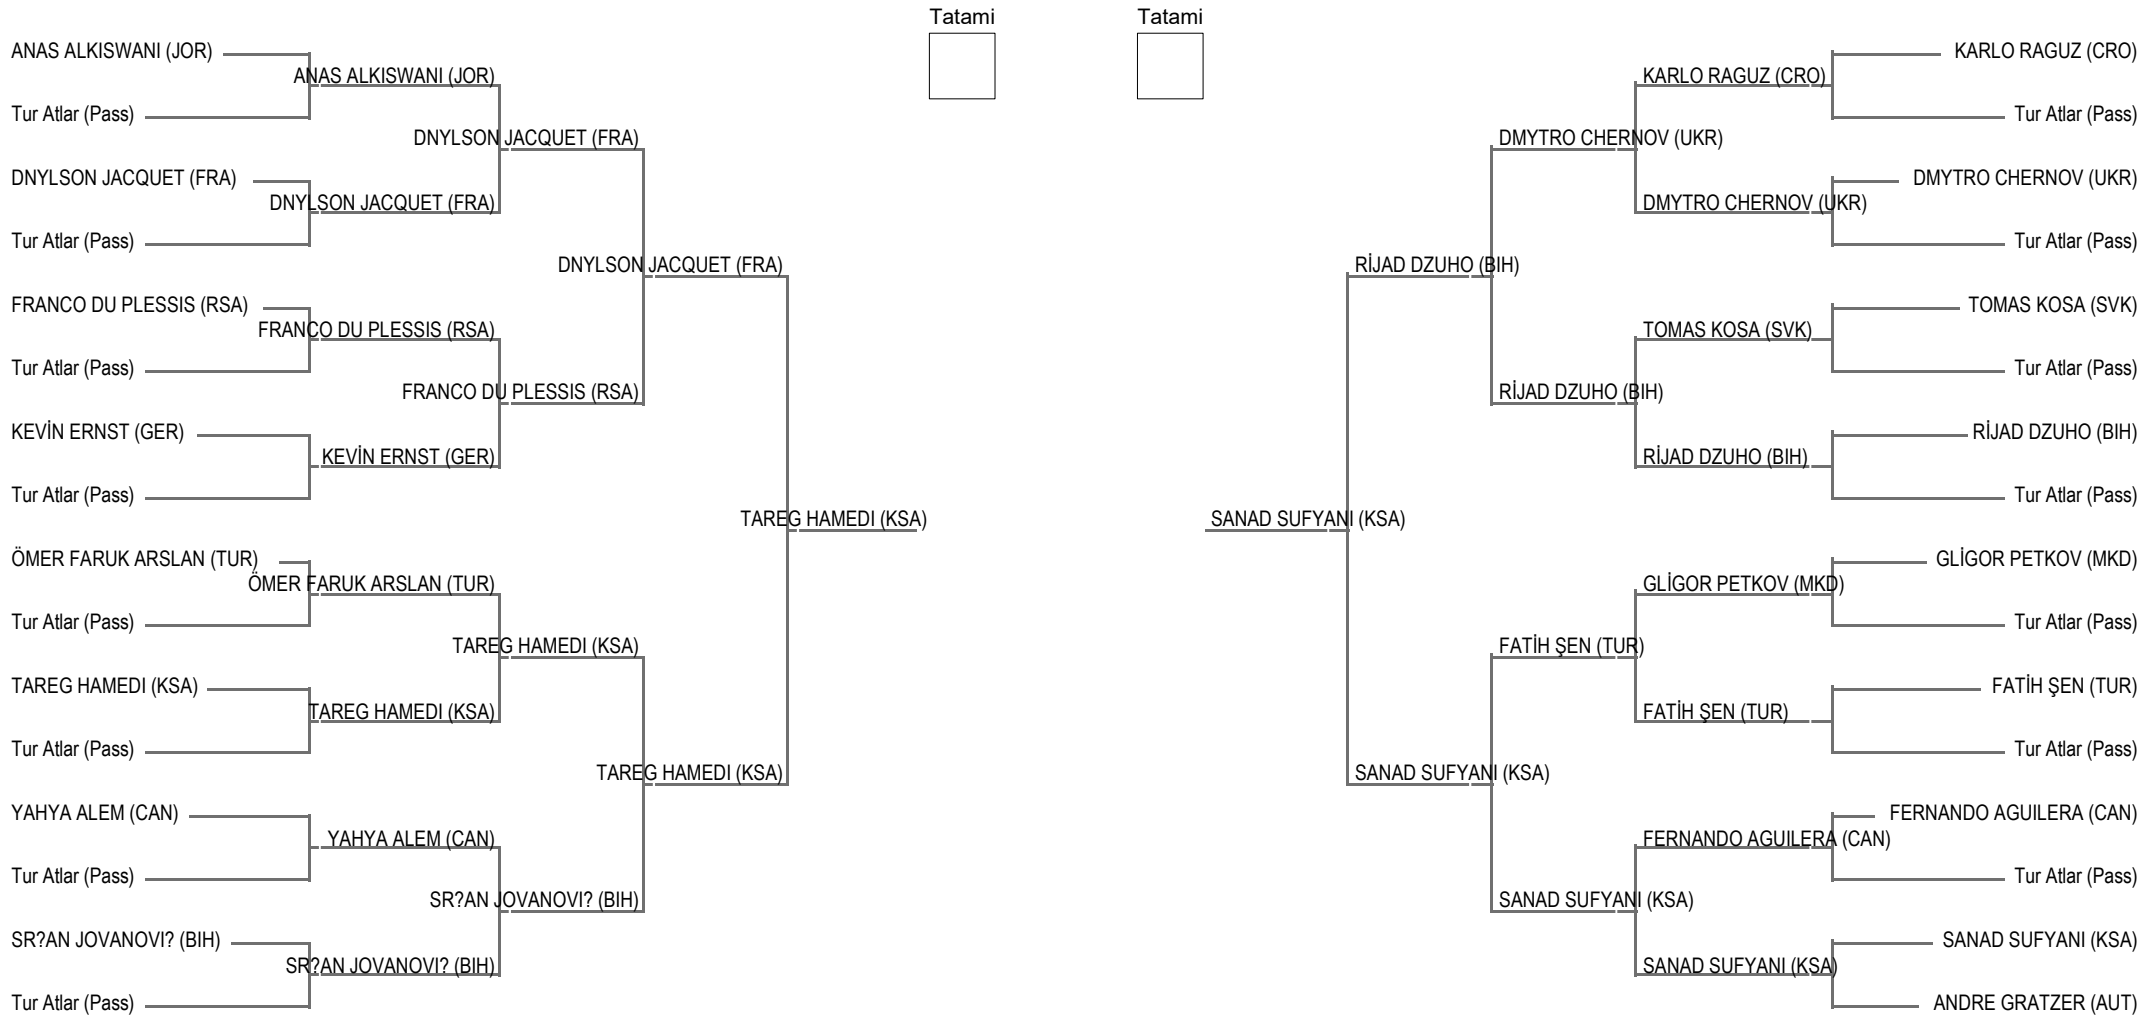 Tatami
Tatami
ANAS ALKISWANI (JOR)
ANAS ALKISWANI (JOR)
Tur Atlar (Pass)
DNYLSON JACQUET (FRA)
DNYLSON JACQUET (FRA)
DNYLSON JACQUET (FRA)
Tur Atlar (Pass)
DNYLSON JACQUET (FRA)
FRANCO DU PLESSIS (RSA)
FRANCO DU PLESSIS (RSA)
Tur Atlar (Pass)
FRANCO DU PLESSIS (RSA)
KEVİN ERNST (GER)
KEVİN ERNST (GER)
Tur Atlar (Pass)
TAREG HAMEDI (KSA)
ÖMER FARUK ARSLAN (TUR)
ÖMER FARUK ARSLAN (TUR)
Tur Atlar (Pass)
TAREG HAMEDI (KSA)
TAREG HAMEDI (KSA)
TAREG HAMEDI (KSA)
Tur Atlar (Pass)
TAREG HAMEDI (KSA)
YAHYA ALEM (CAN)
YAHYA ALEM (CAN)
Tur Atlar (Pass)
SR?AN JOVANOVI? (BIH)
SR?AN JOVANOVI? (BIH)
SR?AN JOVANOVI? (BIH)
Tur Atlar (Pass)
KARLO RAGUZ (CRO)
KARLO RAGUZ (CRO)
Tur Atlar (Pass)
DMYTRO CHERNOV (UKR)
DMYTRO CHERNOV (UKR)
DMYTRO CHERNOV (UKR)
Tur Atlar (Pass)
RİJAD DZUHO (BIH)
TOMAS KOSA (SVK)
TOMAS KOSA (SVK)
Tur Atlar (Pass)
RİJAD DZUHO (BIH)
RİJAD DZUHO (BIH)
RİJAD DZUHO (BIH)
Tur Atlar (Pass)
SANAD SUFYANI (KSA)
GLİGOR PETKOV (MKD)
GLİGOR PETKOV (MKD)
Tur Atlar (Pass)
FATİH ŞEN (TUR)
FATİH ŞEN (TUR)
FATİH ŞEN (TUR)
Tur Atlar (Pass)
SANAD SUFYANI (KSA)
FERNANDO AGUILERA (CAN)
FERNANDO AGUILERA (CAN)
Tur Atlar (Pass)
SANAD SUFYANI (KSA)
SANAD SUFYANI (KSA)
SANAD SUFYANI (KSA)
ANDRE GRATZER (AUT)